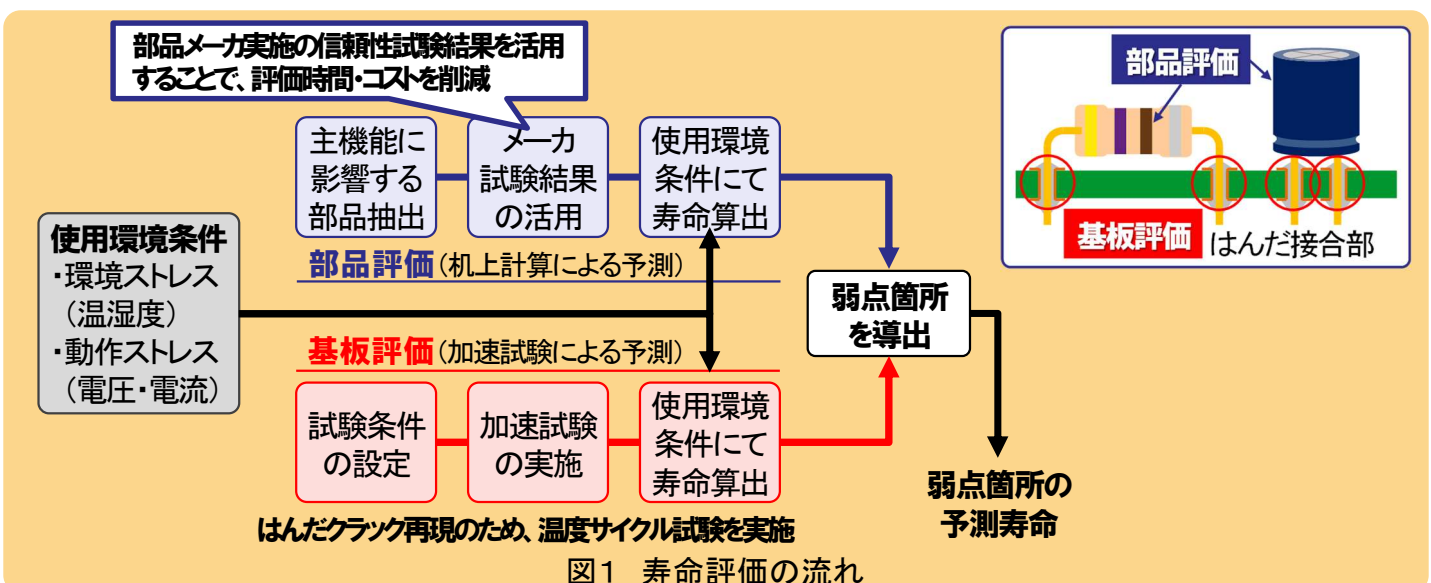 部品メーカ実施の信頼性試験結果を活用
することで、評価時間・コストを削減
主機能に
影響する
部品抽出
メーカ
試験結果
の活用
使用環境
条件にて
寿命算出
部品評価(机上計算による予測)
使用環境条件
・環境ストレス
(温湿度)
・動作ストレス
(電圧・電流)
基板評価(加速試験による予測)
試験条件
の設定
加速試験
の実施
使用環境
条件にて
寿命算出
はんだクラック再現のため、温度サイクル試験を実施
弱点箇所
を導出
弱点箇所の
予測寿命
部品評価
基板評価 はんだ接合部
図1 寿命評価の流れ